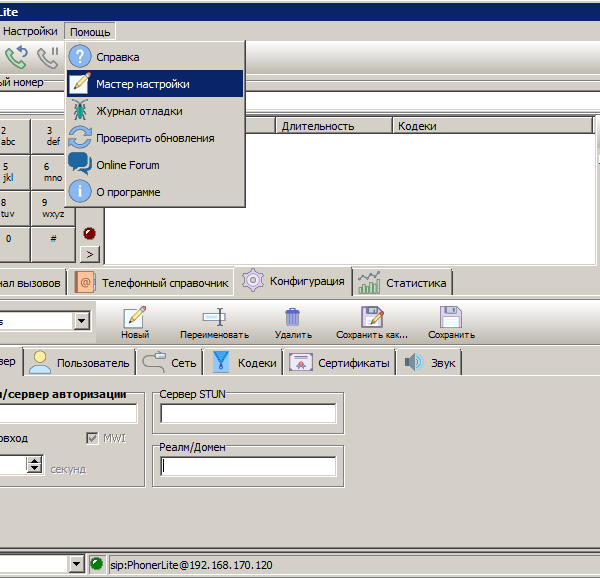 Lite
Настройки Помощь
Справка
ый номер
Мастер настройки
Журнал отладки
Длительность Кодеки
2 abc
3 def
Проверить обновления
5 jkl
6 mno
Online Forum
8 tuv
9 wxyz
О программе
0 #
>
нал вызовов Телефонный справочник Конфигурация Статистика
s Новый Переименовать Удалить Сохранить как... Сохранить
вер Пользователь Сеть Кодеки Сертификаты Звук
/сервер авторизации Сервер STUN
овход MWI
Реалм/Домен
секунд
sip:PhonerLite@192.168.170.120